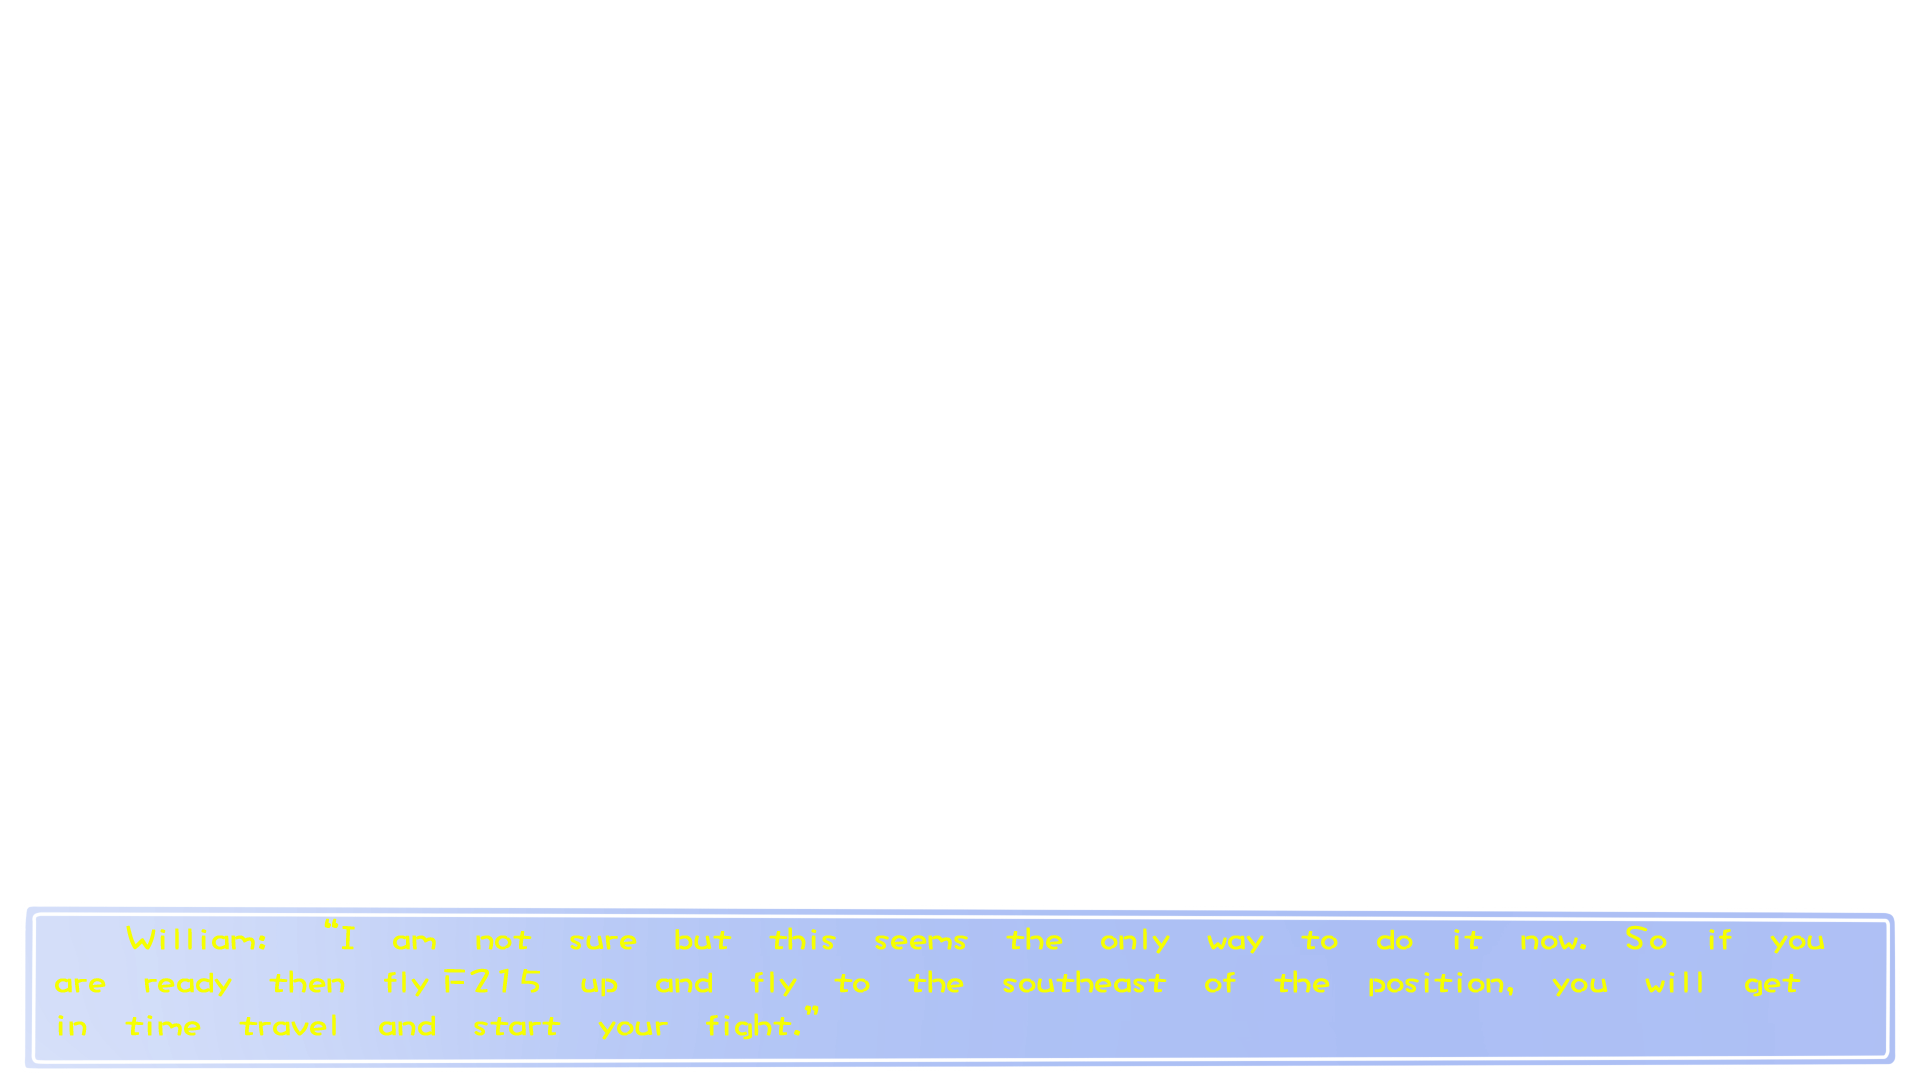 William: “I am not sure but this seems the only way to do it now. So if you
are ready then fly F215 up and fly to the southeast of the position, you will get
in time travel and start your fight.”